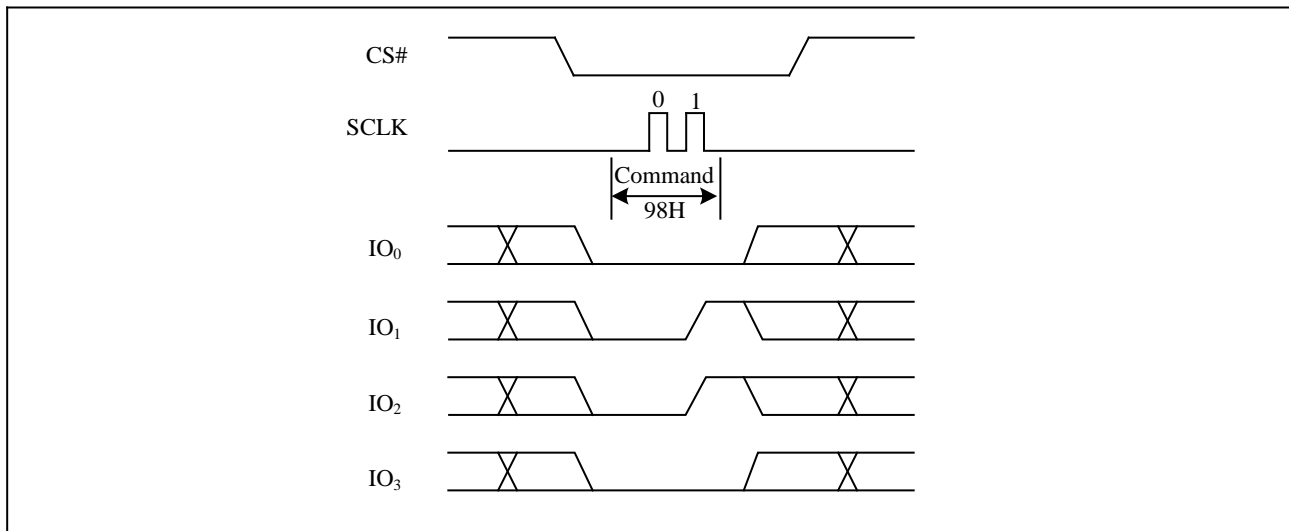 CS#
0 1
SCLK
Command
98H
IO₀
IO₁
IO₂
IO₃